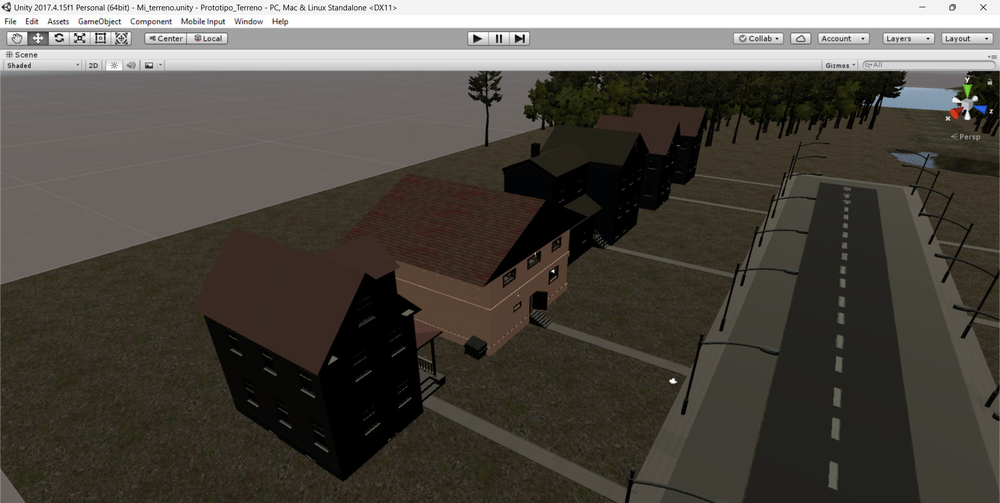 Unity 2017.4.15f1 Personal (64bit) - Mi_terreno.unity - Prototipo_Terreno - PC, Mac & Linux Standalone <DX11>
File Edit Assets GameObject Component Mobile Input Window Help
Center Local Collab Account Layers Layout
Scene
Shaded 2D Gizmos All
y
z
x
Persp